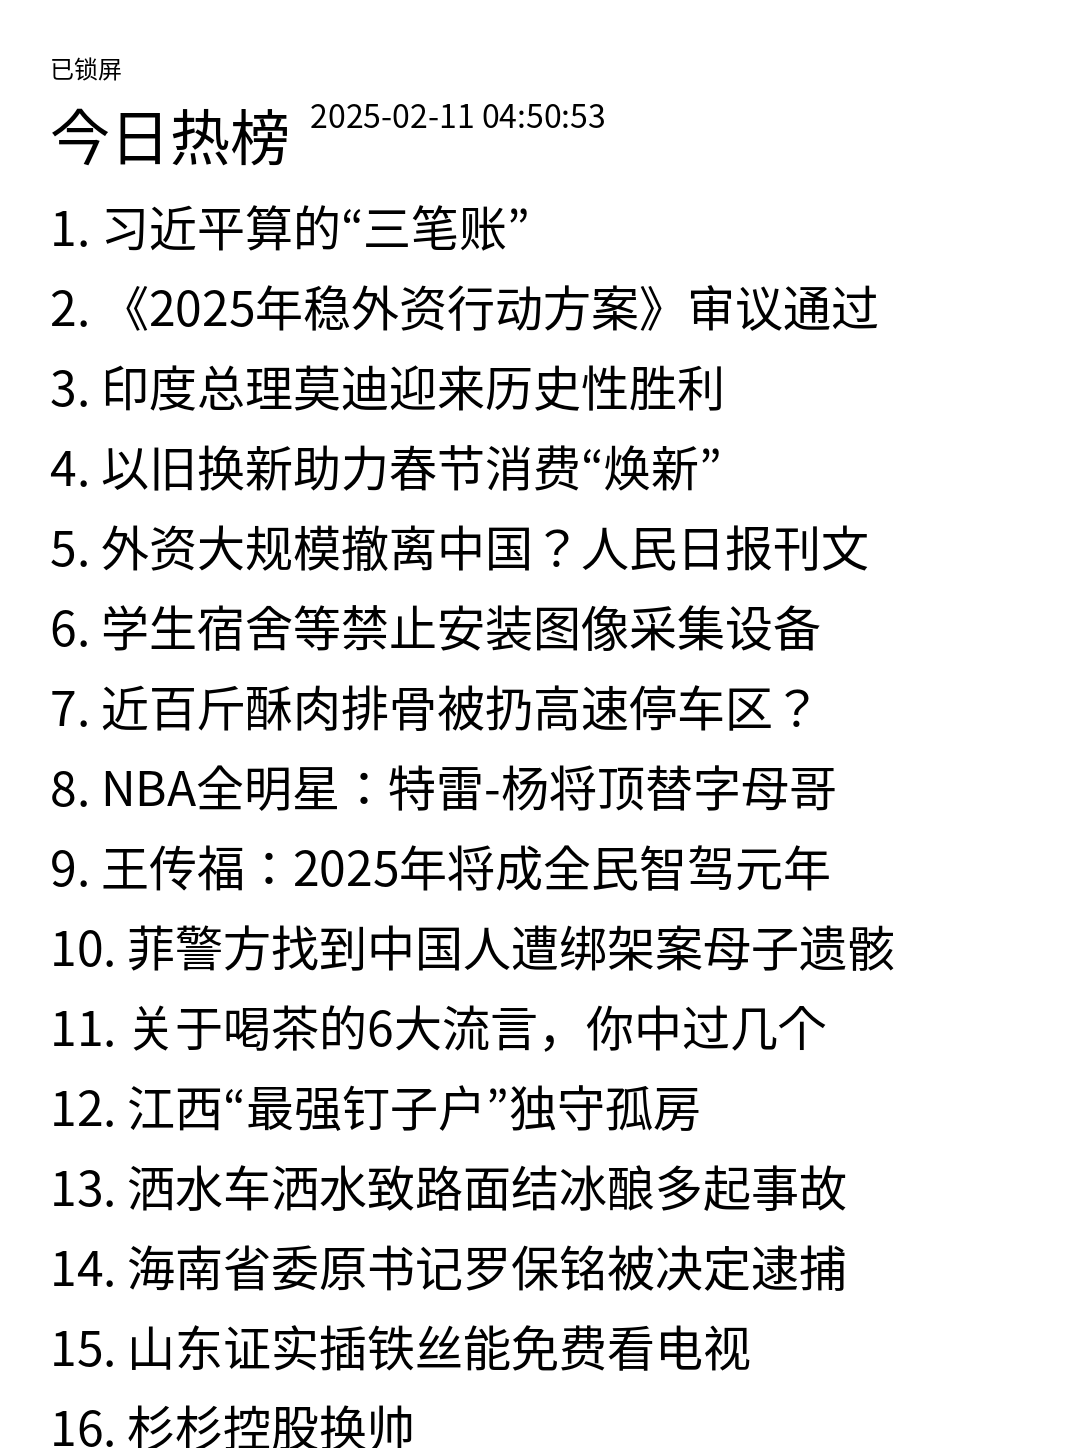 已锁屏
今日热榜 2025-02-11 04:50:53
1. 习近平算的“三笔账”
2. 《2025年稳外资行动方案》审议通过
3. 印度总理莫迪迎来历史性胜利
4. 以旧换新助力春节消费“焕新”
5. 外资大规模撤离中国？人民日报刊文
6. 学生宿舍等禁止安装图像采集设备
7. 近百斤酥肉排骨被扔高速停车区？
8. NBA全明星：特雷-杨将顶替字母哥
9. 王传福：2025年将成全民智驾元年
10. 菲警方找到中国人遭绑架案母子遗骸
11. 关于喝茶的6大流言，你中过几个
12. 江西“最强钉子户”独守孤房
13. 洒水车洒水致路面结冰酿多起事故
14. 海南省委原书记罗保铭被决定逮捕
15. 山东证实插铁丝能免费看电视
16. 杉杉控股换帅